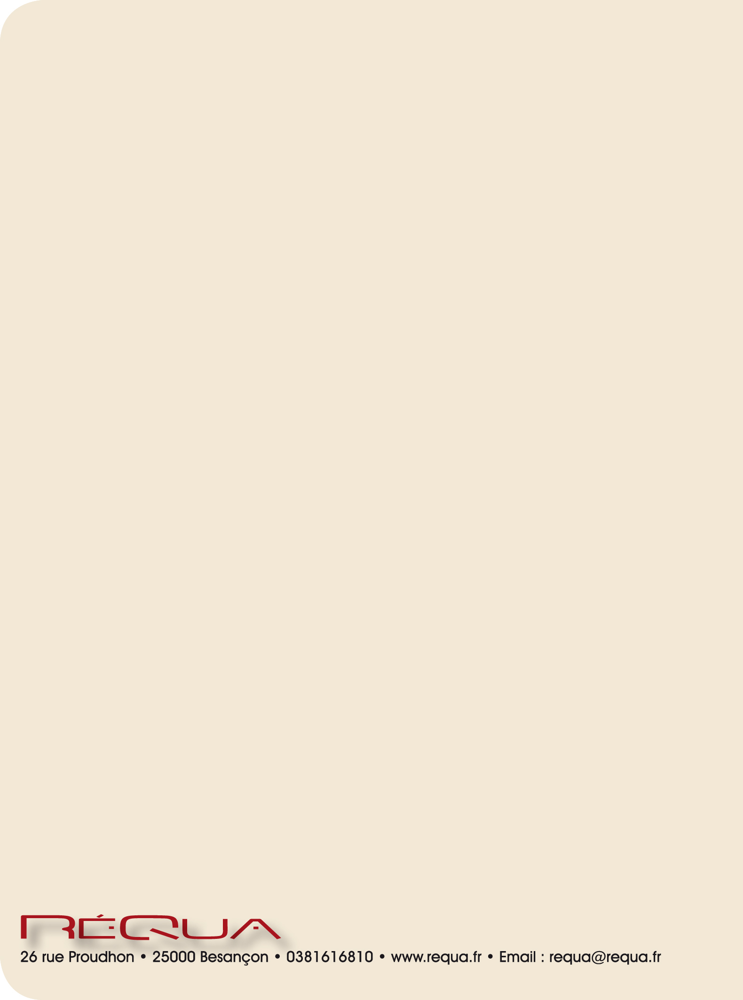 RÉQUA
26 rue Proudhon • 25000 Besançon • 0381616810 • www.requa.fr • Email : requa@requa.fr